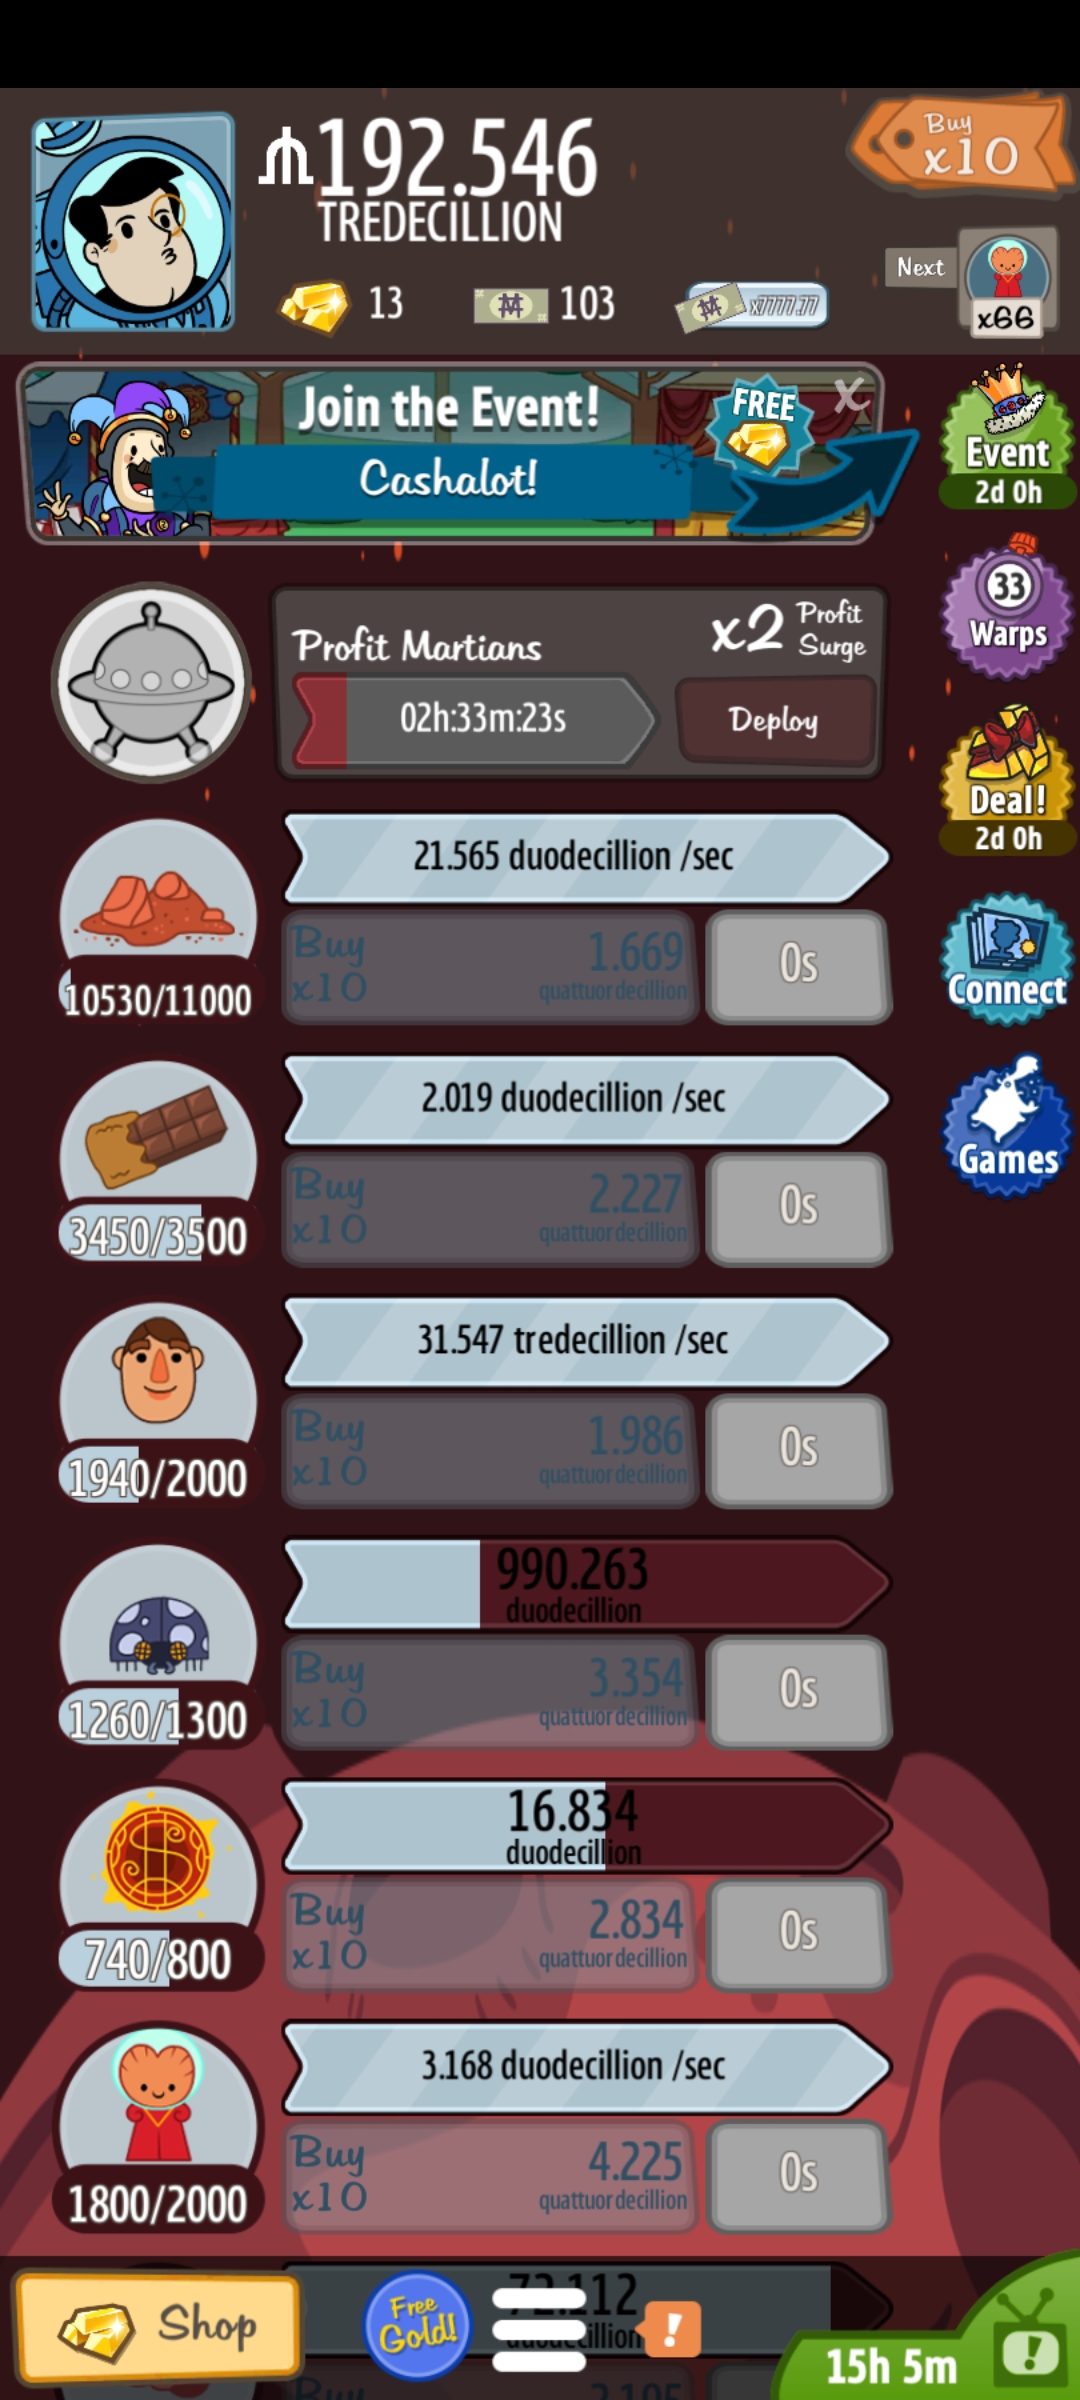 192.546
TREDECILLION
Buy
x10
13
103
x7777.77
Next
x66
Join the Event!
FREE
X
Cashalot!
Event
2d 0h
33
Warps
Profit Martians
x2 Profit
Surge
02h:33m:23s
Deploy
Deal!
2d 0h
21.565 duodecillion /sec
Buy
x10
1.669
quattuordecillion
0s
10530/11000
Connect
2.019 duodecillion /sec
Buy
x10
2.227
quattuordecillion
0s
3450/3500
Games
31.547 tredecillion /sec
Buy
x10
1.986
quattuordecillion
0s
1940/2000
990.263
duodecillion
Buy
x10
3.354
quattuordecillion
0s
1260/1300
16.834
duodecillion
Buy
x10
2.834
quattuordecillion
0s
740/800
3.168 duodecillion /sec
Buy
x10
4.225
quattuordecillion
0s
1800/2000
Shop
Free
Gold!
!
15h 5m
!